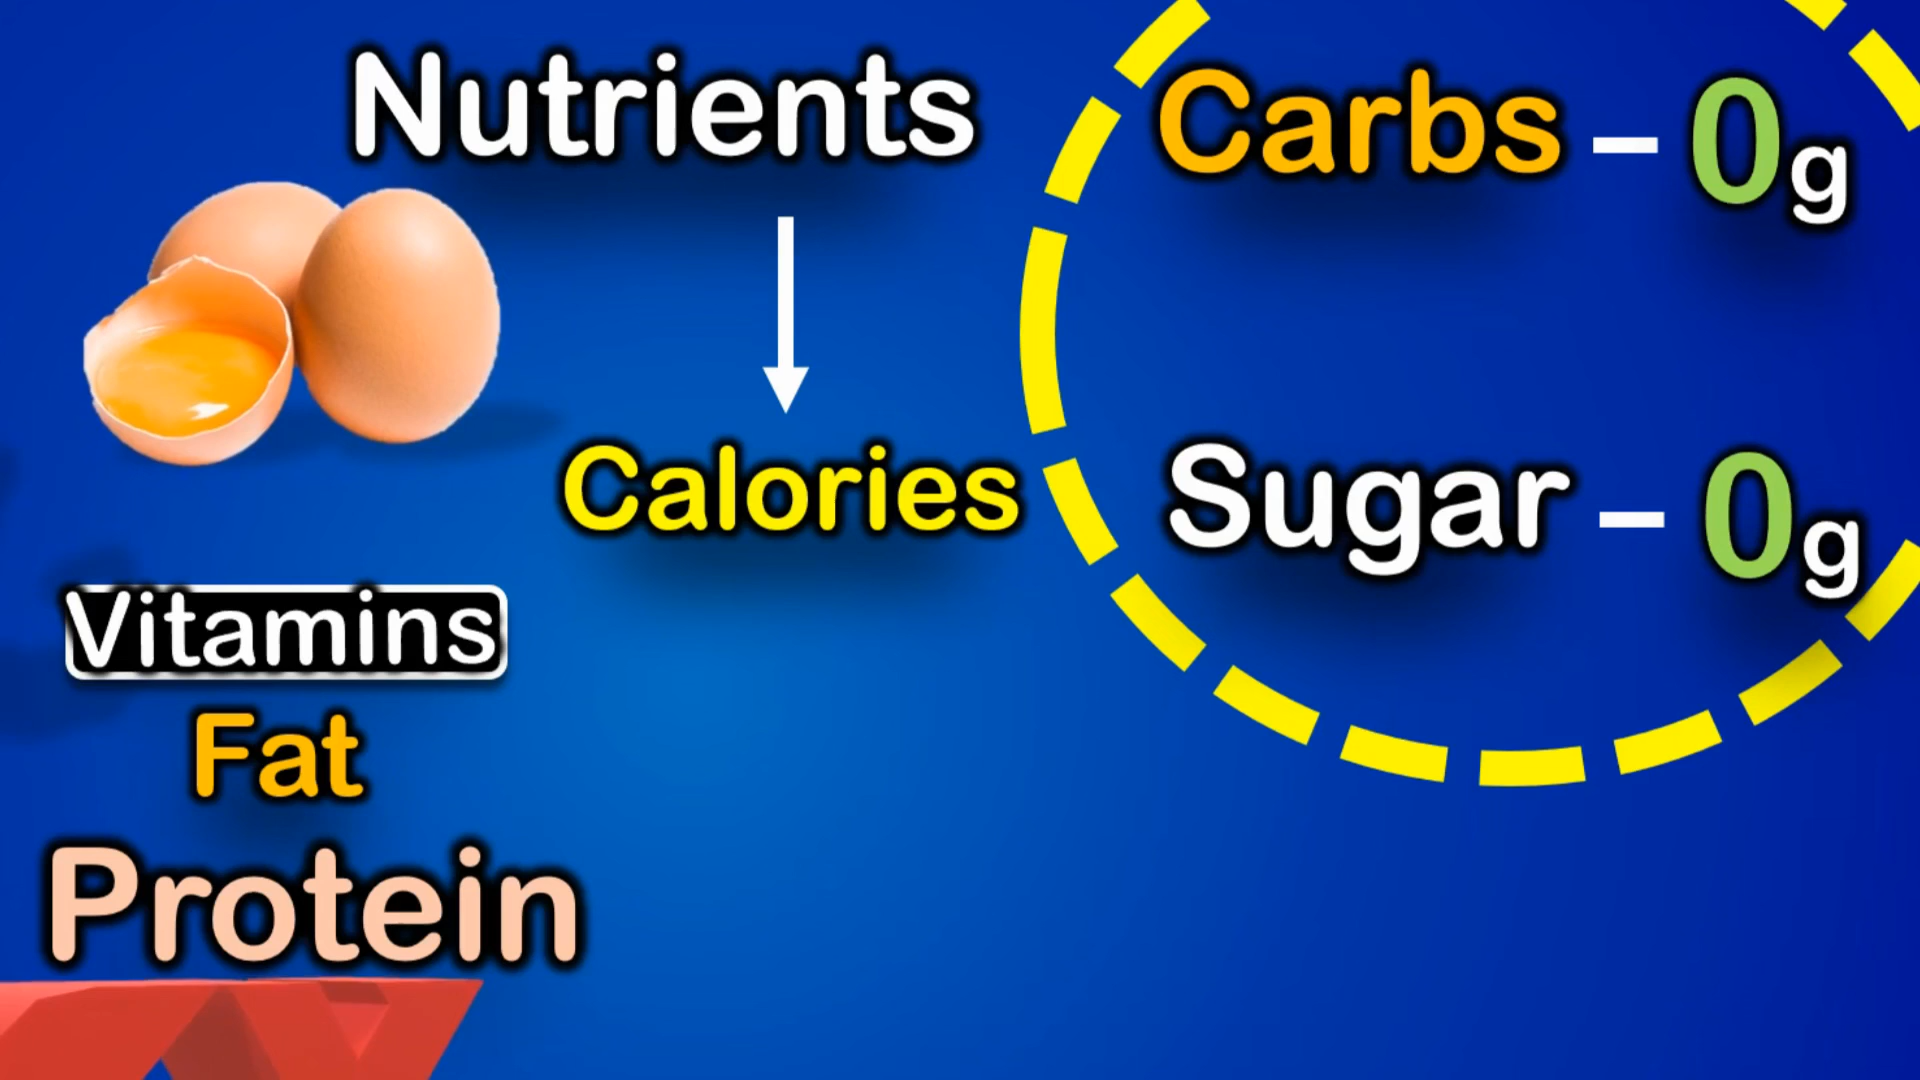 Nutrients
Carbs – 0g
Calories
Sugar – 0g
Vitamins
Fat
Protein